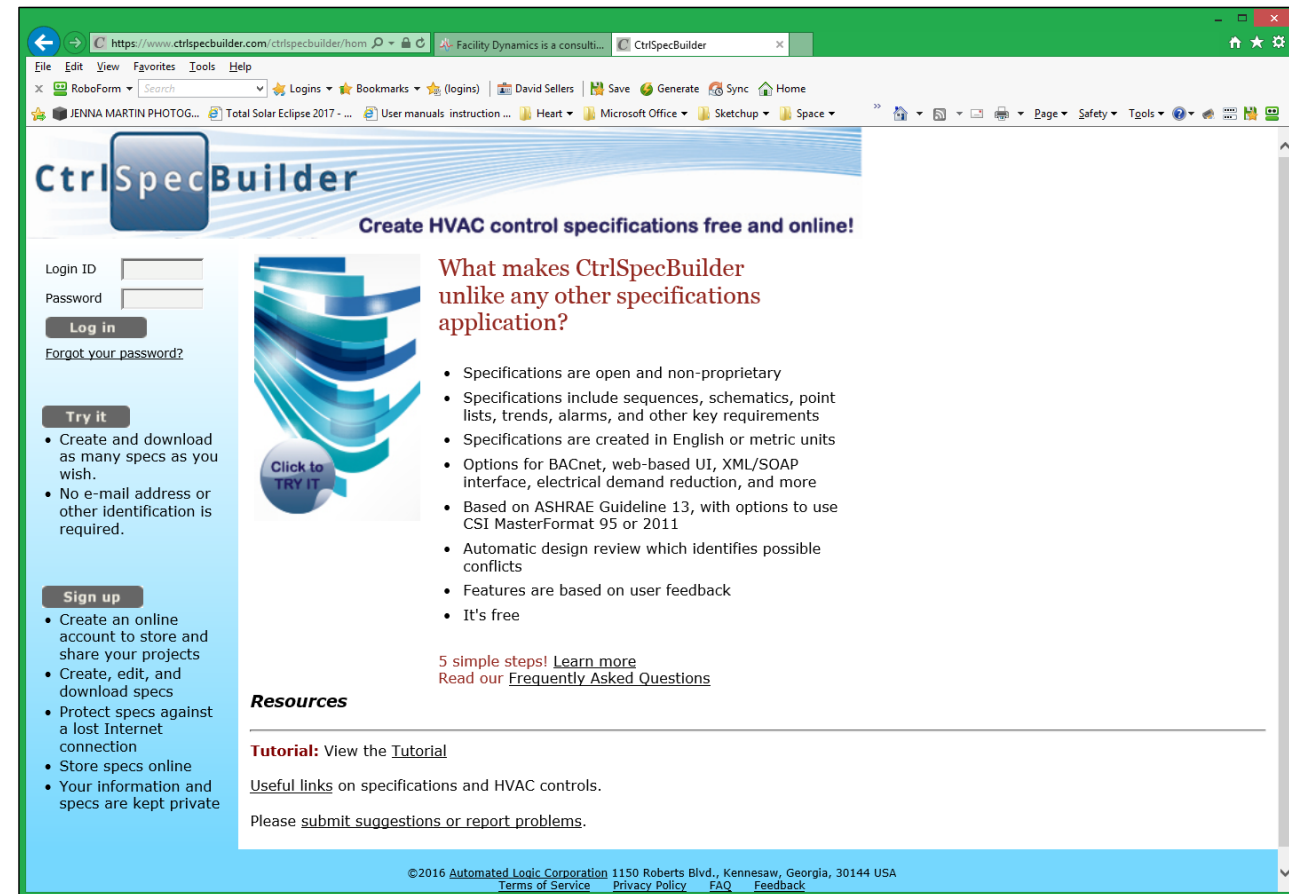 https://www.ctrlspecbuilder.com/ctrlspecbuilder/hom
Facility Dynamics is a consulti...
CtrlSpecBuilder
File Edit View Favorites Tools Help
RoboForm Search Logins Bookmarks (logins) David Sellers Save Generate Sync Home
JENNA MARTIN PHOTOG... Total Solar Eclipse 2017 - ... User manuals instruction ... Heart Microsoft Office Sketchup Space » Page Safety Tools
CtrlSpecBuilder
Create HVAC control specifications free and online!
Login ID
Password
Log in
Forgot your password?
Try it
• Create and download
as many specs as you
wish.
• No e-mail address or
other identification is
required.
Sign up
• Create an online
account to store and
share your projects
• Create, edit, and
download specs
• Protect specs against
a lost Internet
connection
• Store specs online
• Your information and
specs are kept private
Click to
TRY IT
What makes CtrlSpecBuilder
unlike any other specifications
application?
• Specifications are open and non-proprietary
• Specifications include sequences, schematics, point
lists, trends, alarms, and other key requirements
• Specifications are created in English or metric units
• Options for BACnet, web-based UI, XML/SOAP
interface, electrical demand reduction, and more
• Based on ASHRAE Guideline 13, with options to use
CSI MasterFormat 95 or 2011
• Automatic design review which identifies possible
conflicts
• Features are based on user feedback
• It's free
5 simple steps! Learn more
Read our Frequently Asked Questions
Resources
Tutorial: View the Tutorial
Useful links on specifications and HVAC controls.
Please submit suggestions or report problems.
©2016 Automated Logic Corporation 1150 Roberts Blvd., Kennesaw, Georgia, 30144 USA
Terms of Service Privacy Policy FAQ Feedback